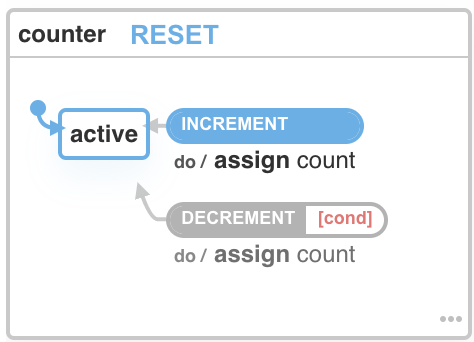 counter RESET
active
INCREMENT
do / assign count
DECREMENT [cond]
do / assign count